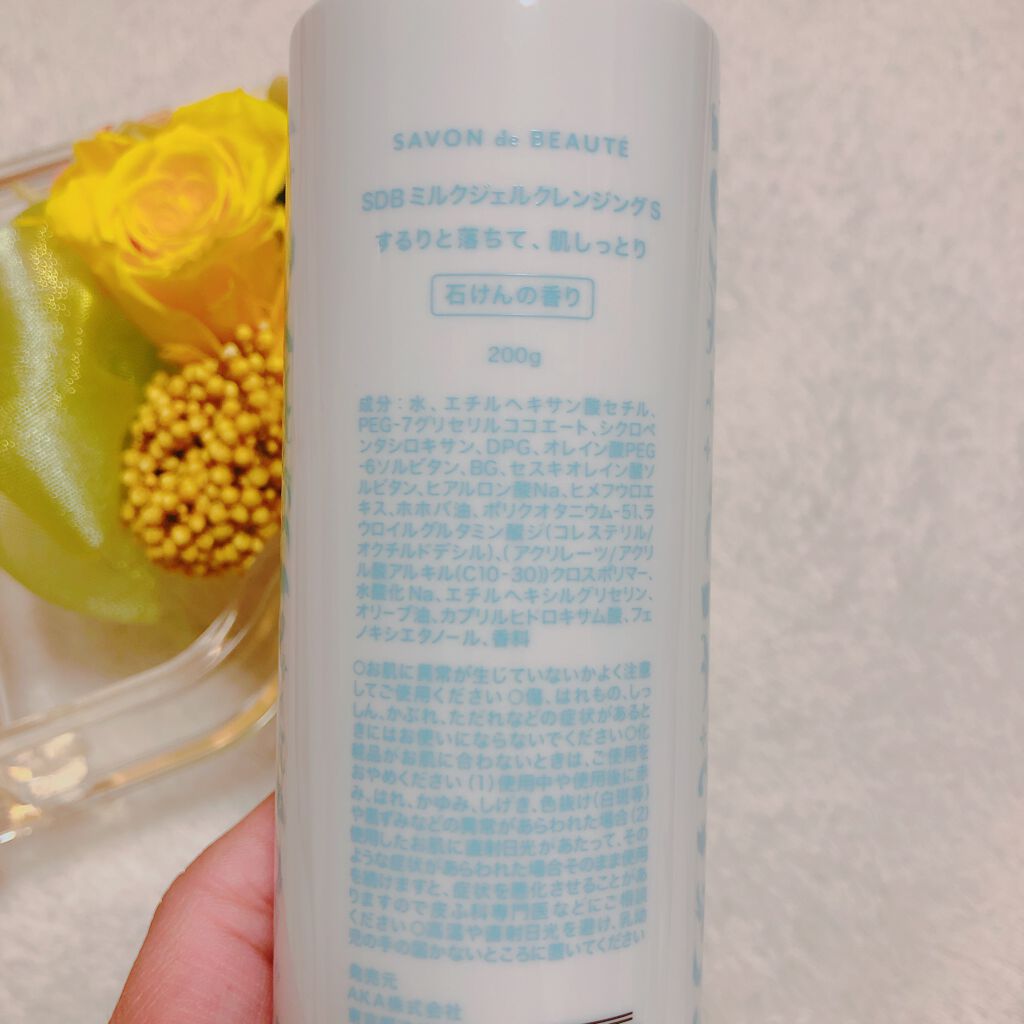 SAVON de BEAUTÉ
SDBミルクジェルクレンジングS
するりと落ちて、肌しっとり
石けんの香り
200g
成分：水、エチルヘキサン酸セチル、
PEG-7グリセリルココエート、シクロペ
ンタシロキサン、DPG、オレイン酸PEG
-6ソルビタン、BG、セスキオレイン酸ソ
ルビタン、ヒアルロン酸Na、ヒメフウロエ
キス、ホホバ油、ポリクオタニウム-51、ラ
ウロイルグルタミン酸ジ(コレステリル/
オクチルドデシル)、(アクリレーツ/アクリ
ル酸アルキル(C10-30))クロスポリマー、
水酸化Na、エチルヘキシルグリセリン、
オリーブ油、カプリルヒドロキサム酸、フェ
ノキシエタノール、香料
○お肌に異常が生じていないかよく注意
してご使用ください ○傷、はれもの、しっ
しん、かぶれ、ただれなどの症状があると
きにはお使いにならないでください○化
粧品がお肌に合わないときは、ご使用を
おやめください (1)使用中や使用後に赤
み、はれ、かゆみ、しげき、色抜け(白斑等)
や黒ずみなどの異常があらわれた場合(2)
使用したお肌に直射日光があたって、その
ような症状があらわれた場合そのまま使用
を続けますと、症状を悪化させることがあ
りますので皮ふ科専門医などにご相談
ください ○高温や直射日光を避け、乳幼
児の手の届かないところに置いてください
発売元
AKA株式会社